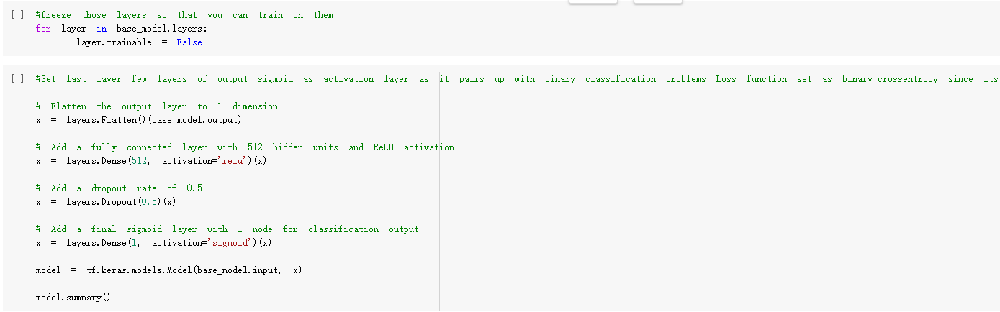 [ ] #freeze those layers so that you can train on them
for layer in base_model.layers:
layer.trainable = False
[ ] #Set last layer few layers of output sigmoid as activation layer as it pairs up with binary classification problems Loss function set as binary_crossentropy since its
# Flatten the output layer to 1 dimension
x = layers.Flatten()(base_model.output)
# Add a fully connected layer with 512 hidden units and ReLU activation
x = layers.Dense(512, activation='relu')(x)
# Add a dropout rate of 0.5
x = layers.Dropout(0.5)(x)
# Add a final sigmoid layer with 1 node for classification output
x = layers.Dense(1, activation='sigmoid')(x)
model = tf.keras.models.Model(base_model.input, x)
model.summary()